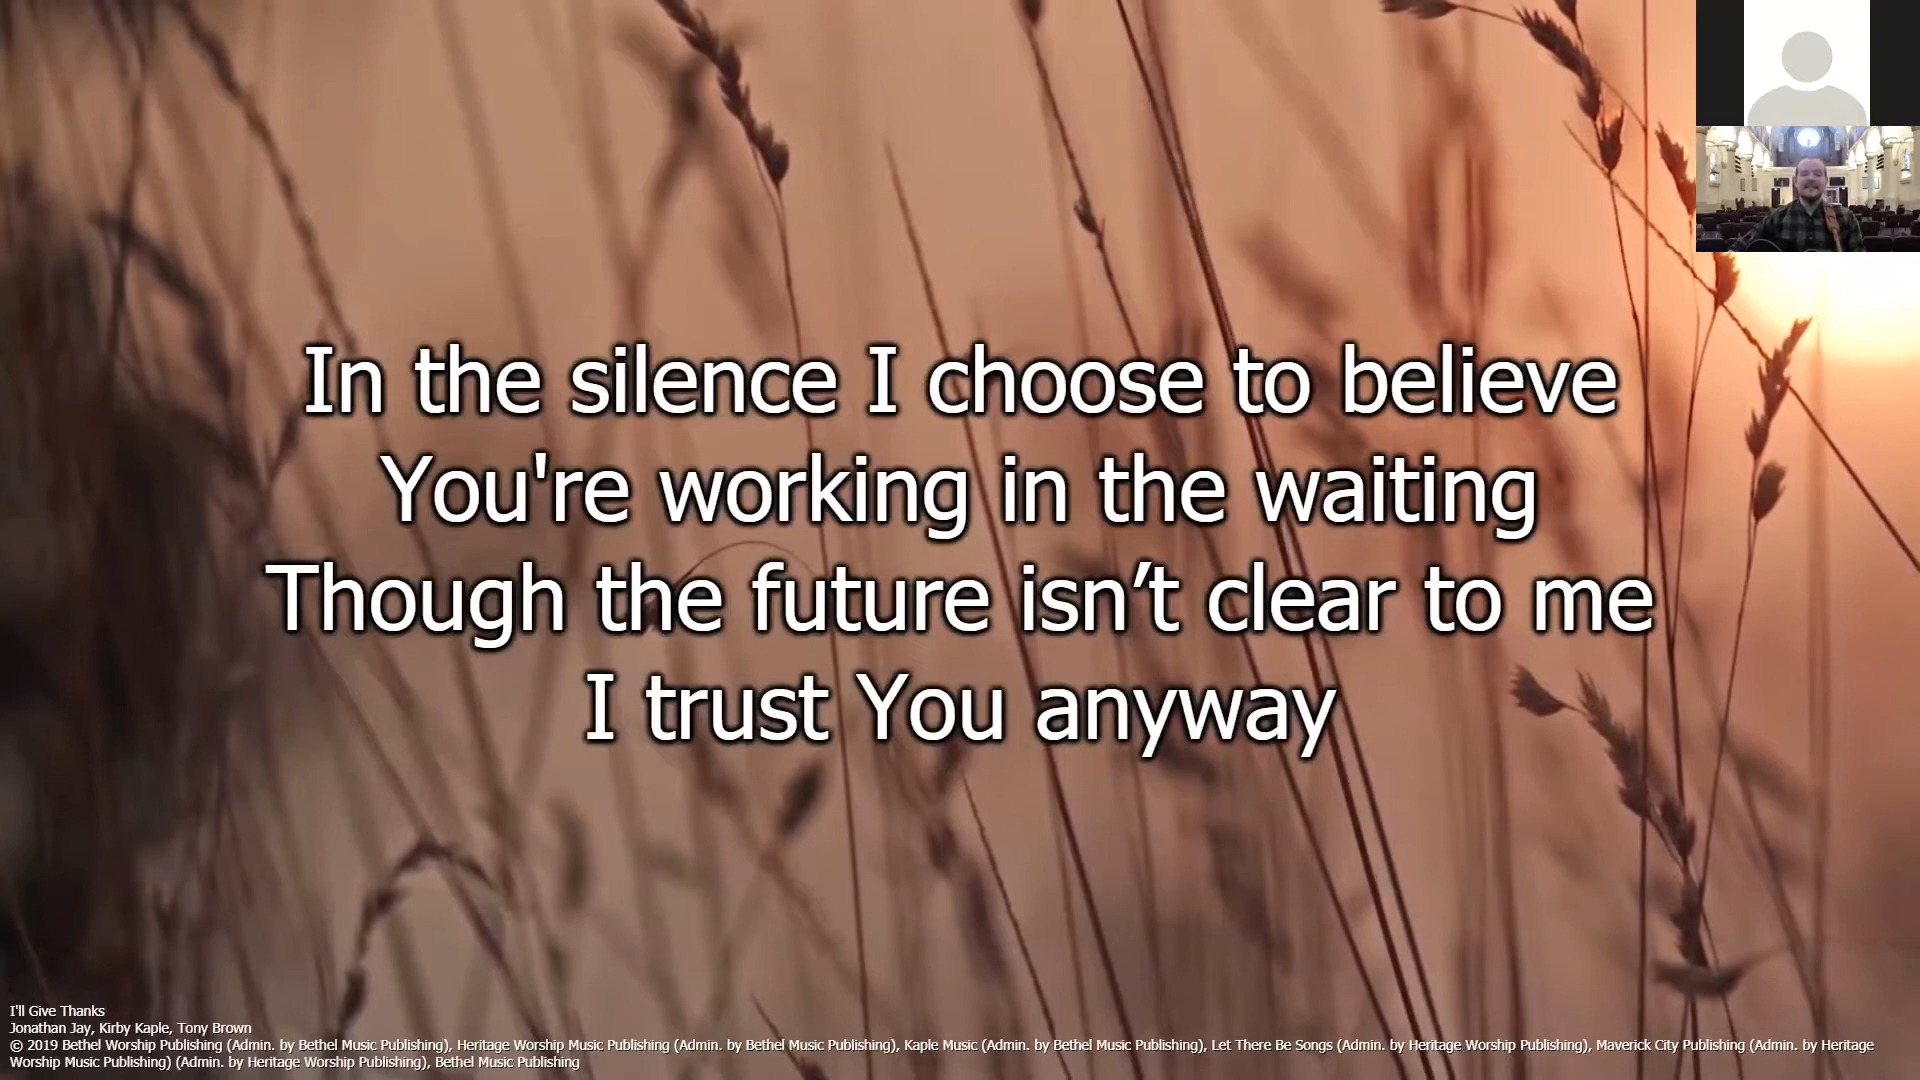 In the silence I choose to believe
You're working in the waiting
Though the future isn’t clear to me
I trust You anyway
I'll Give Thanks
Jonathan Jay, Kirby Kaple, Tony Brown
© 2019 Bethel Worship Publishing (Admin. by Bethel Music Publishing), Heritage Worship Music Publishing (Admin. by Bethel Music Publishing), Kaple Music (Admin. by Bethel Music Publishing), Let There Be Songs (Admin. by Heritage Worship Publishing), Maverick City Publishing (Admin. by Heritage
Worship Music Publishing) (Admin. by Heritage Worship Publishing), Bethel Music Publishing